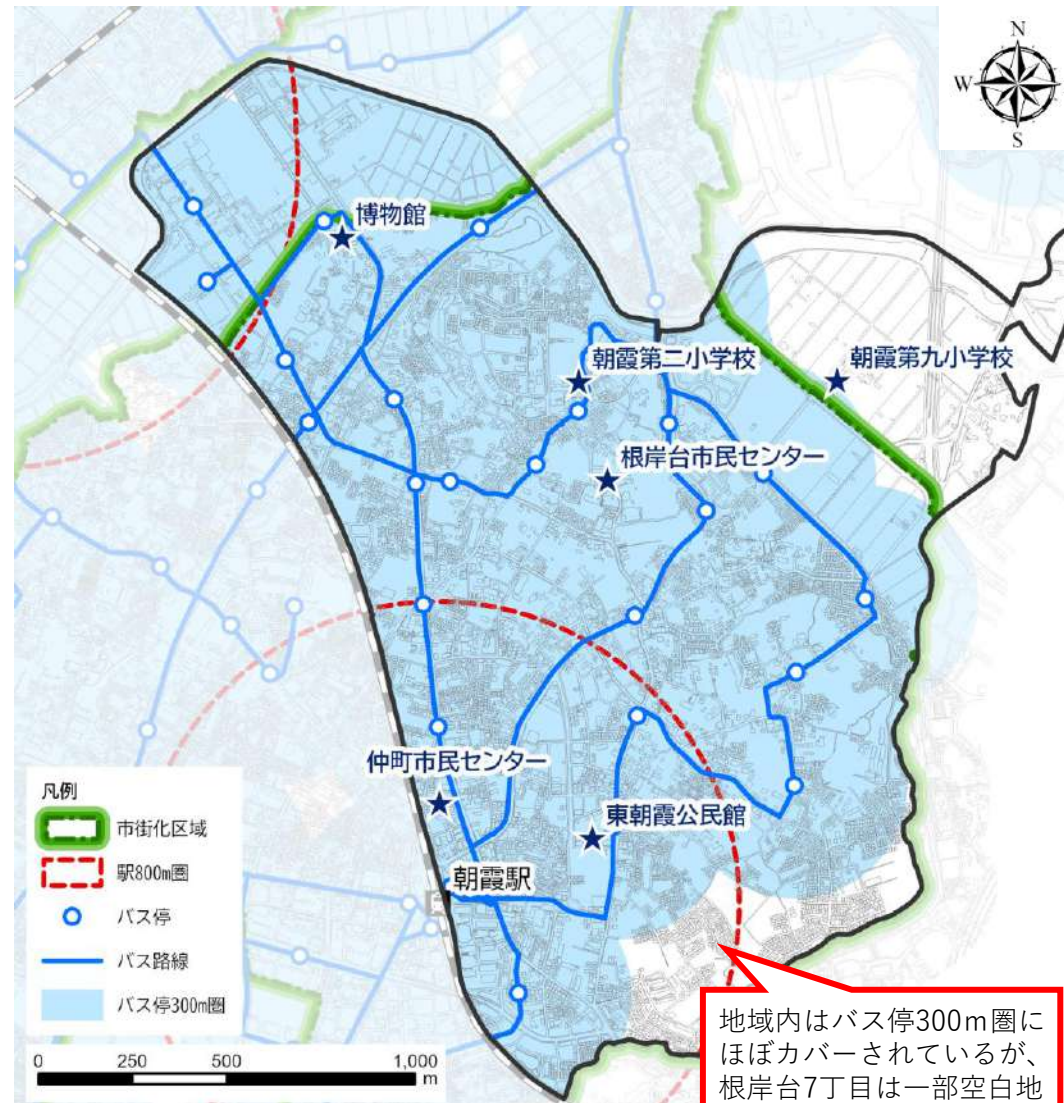 N
W
S
博物館
朝霞第二小学校
朝霞第九小学校
根岸台市民センター
仲町市民センター
東朝霞公民館
朝霞駅
凡例
市街化区域
駅800m圏
バス停
バス路線
バス停300m圏
0 250 500 1,000
m
地域内はバス停300m圏に
ほぼカバーされているが、
根岸台7丁目は一部空白地